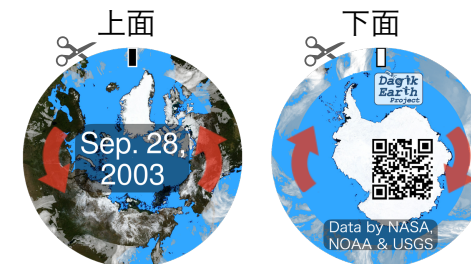 上面
下面
Sep. 28,
2003
Dagik
Earth
Project
Data by NASA,
NOAA & USGS